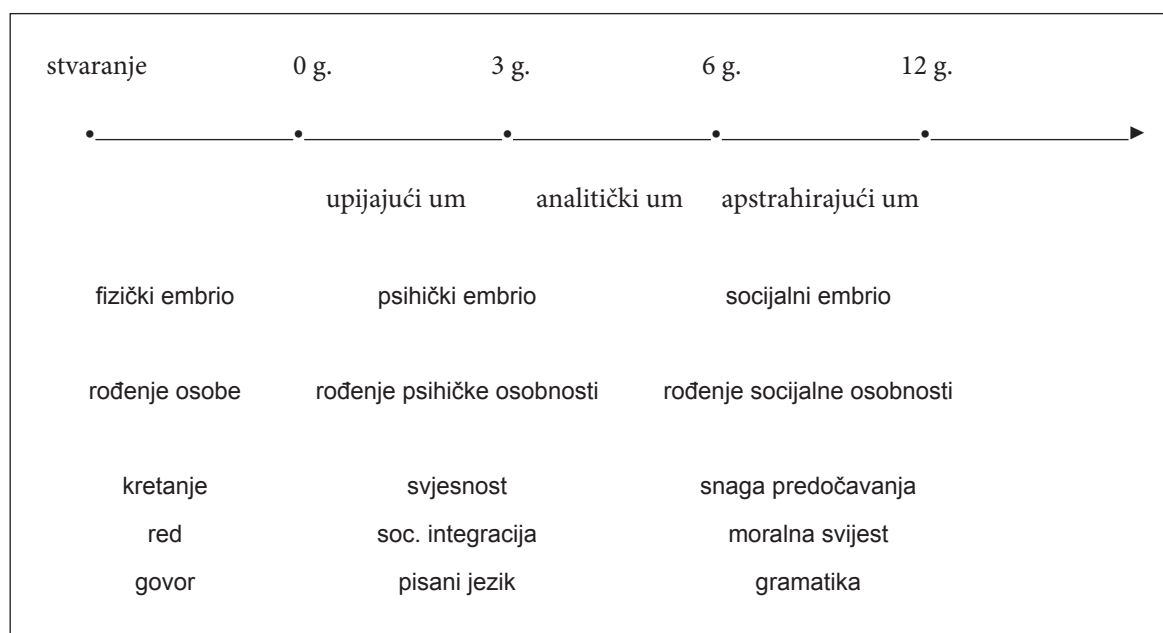 stvaranje 0 g. 3 g. 6 g. 12 g.
upijajući um analitički um apstrahirajući um
fizički embrio psihički embrio socijalni embrio
rođenje osobe rođenje psihičke osobnosti rođenje socijalne osobnosti
kretanje svjesnost snaga predočavanja
red soc. integracija moralna svijest
govor pisani jezik gramatika